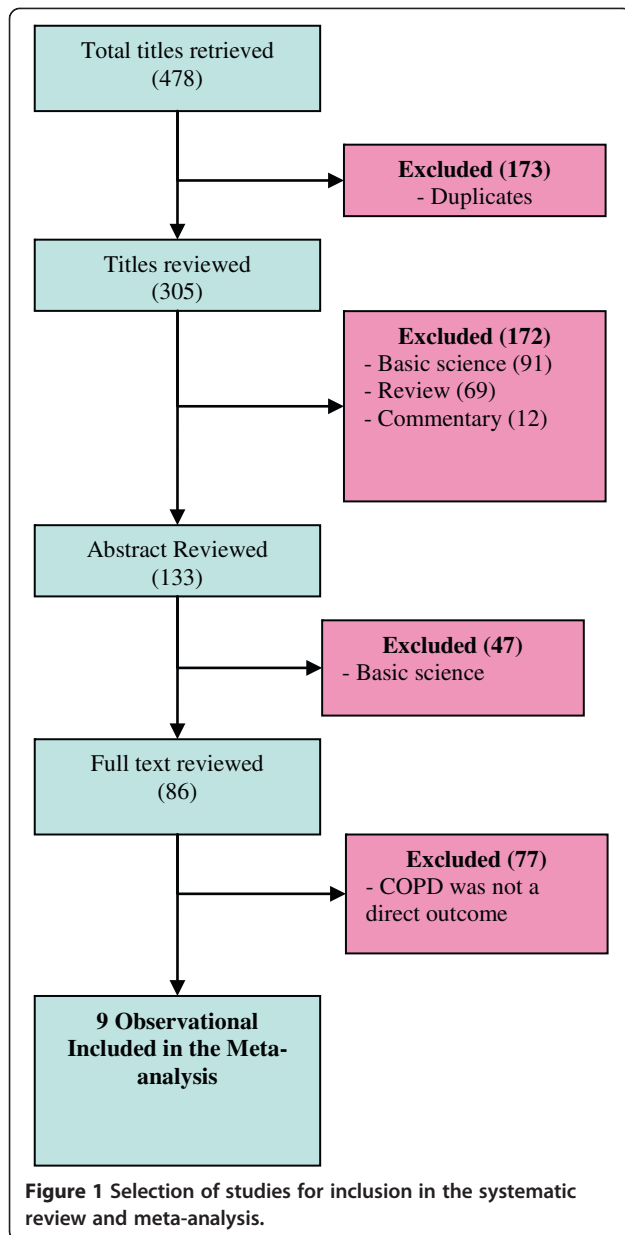 Total titles retrieved
(478)
Excluded (173)
- Duplicates
Titles reviewed
(305)
Excluded (172)
- Basic science (91)
- Review (69)
- Commentary (12)
Abstract Reviewed
(133)
Excluded (47)
- Basic science
Full text reviewed
(86)
Excluded (77)
- COPD was not a
direct outcome
9 Observational
Included in the Meta-
analysis
Figure 1 Selection of studies for inclusion in the systematic
review and meta-analysis.